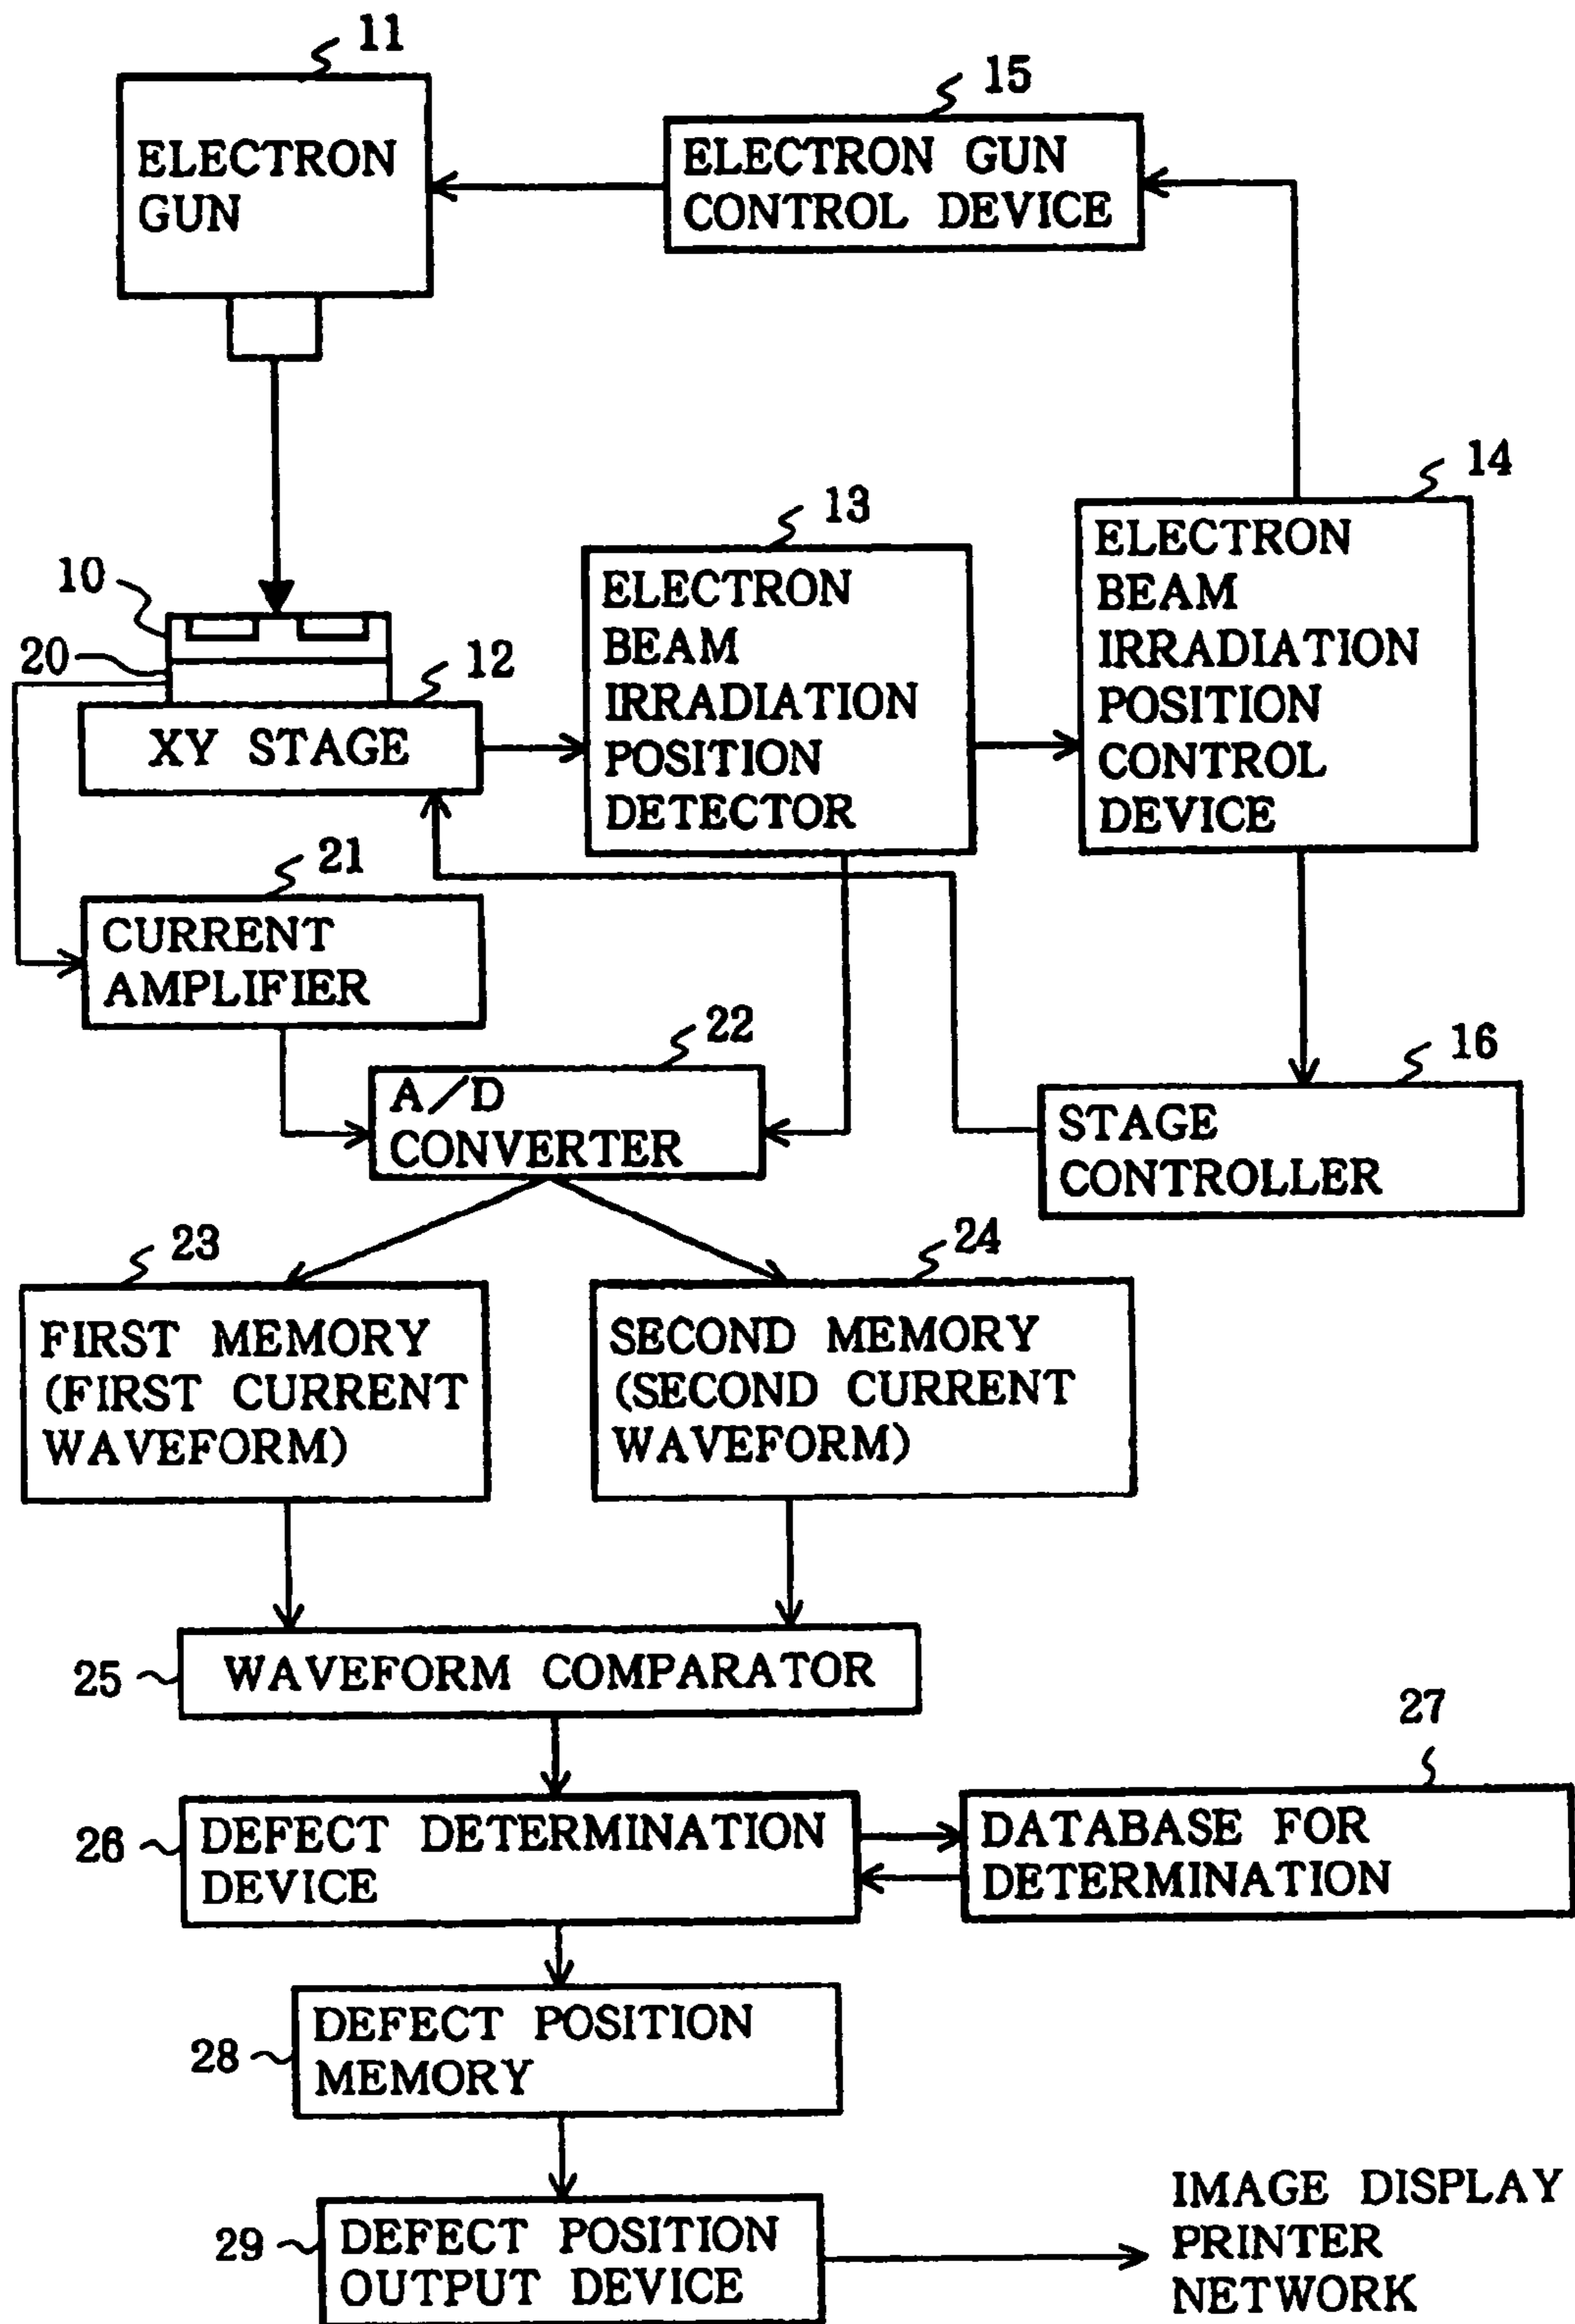 11
ELECTRON
GUN
15
ELECTRON GUN
CONTROL DEVICE
14
ELECTRON
BEAM
IRRADIATION
POSITION
CONTROL
DEVICE
13
ELECTRON
BEAM
IRRADIATION
POSITION
DETECTOR
10
20
12
XY STAGE
21
CURRENT
AMPLIFIER
22
A/D
CONVERTER
16
STAGE
CONTROLLER
23
FIRST MEMORY
(FIRST CURRENT
WAVEFORM)
24
SECOND MEMORY
(SECOND CURRENT
WAVEFORM)
25
WAVEFORM COMPARATOR
26
DEFECT DETERMINATION
DEVICE
27
DATABASE FOR
DETERMINATION
28
DEFECT POSITION
MEMORY
29
DEFECT POSITION
OUTPUT DEVICE
IMAGE DISPLAY
PRINTER
NETWORK